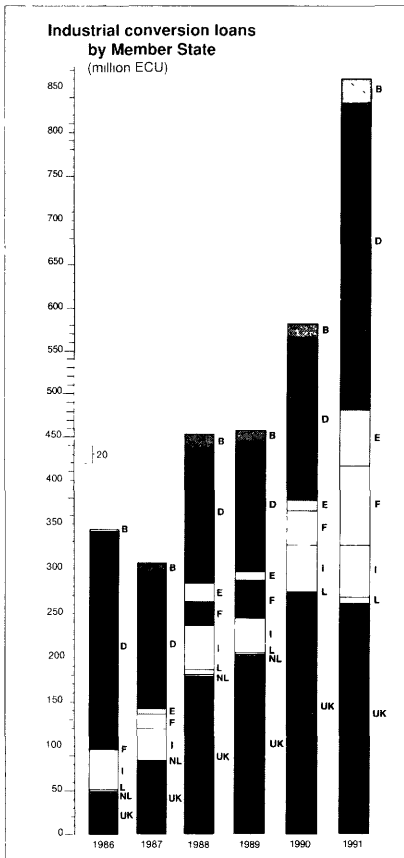 Industrial conversion loans
by Member State
(million ECU)
850
800
750
700
650
600
550
500
450
400
350
300
250
200
150
100
50
0
20
B
D
F
I
L
NL
UK
1986
B
D
E
F
I
NL
UK
1987
B
D
E
F
I
L
NL
UK
1988
B
D
E
F
I
L
NL
UK
1989
B
D
E
F
I
L
UK
1990
B
D
E
F
I
L
UK
1991